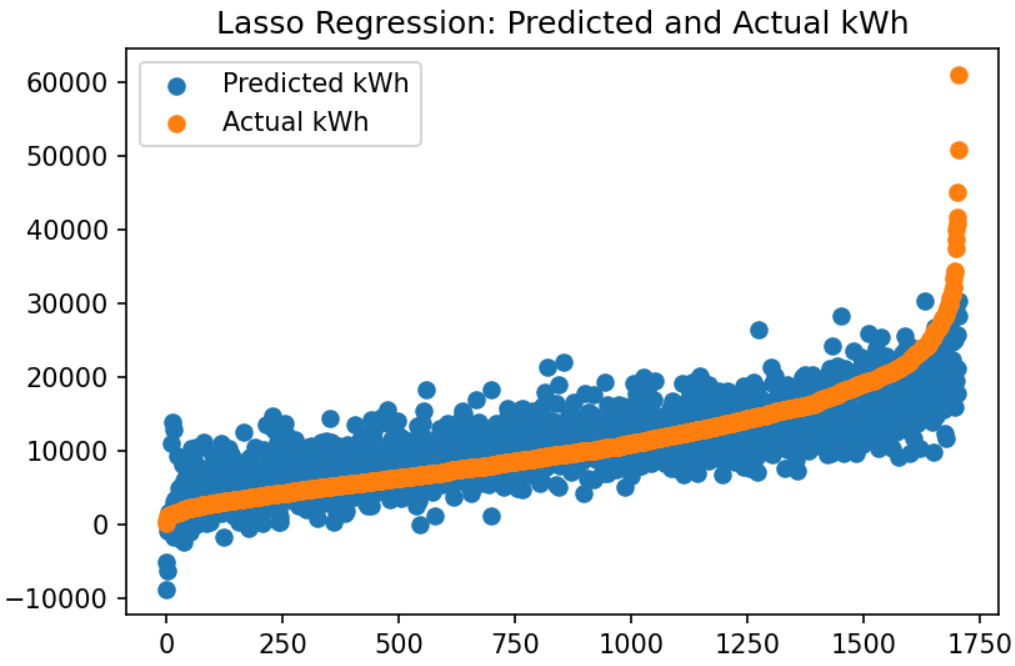 Lasso Regression: Predicted and Actual kWh
Predicted kWh
Actual kWh
60000
50000
40000
30000
20000
10000
0
−10000
0 250 500 750 1000 1250 1500 1750